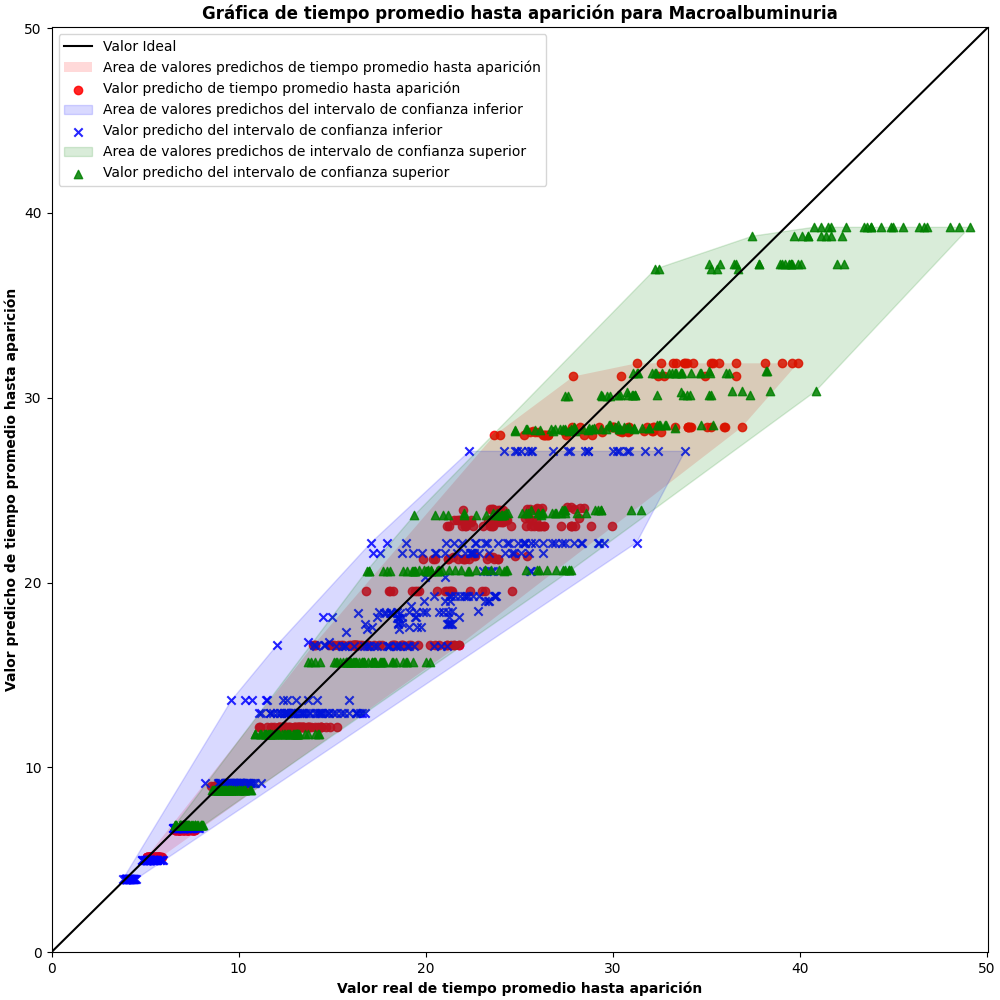 Gráfica de tiempo promedio hasta aparición para Macroalbuminuria
50
40
30
20
10
0
Valor predicho de tiempo promedio hasta aparición
Valor Ideal
Area de valores predichos de tiempo promedio hasta aparición
Valor predicho de tiempo promedio hasta aparición
Area de valores predichos del intervalo de confianza inferior
Valor predicho del intervalo de confianza inferior
Area de valores predichos de intervalo de confianza superior
Valor predicho del intervalo de confianza superior
0 10 20 30 40 50
Valor real de tiempo promedio hasta aparición